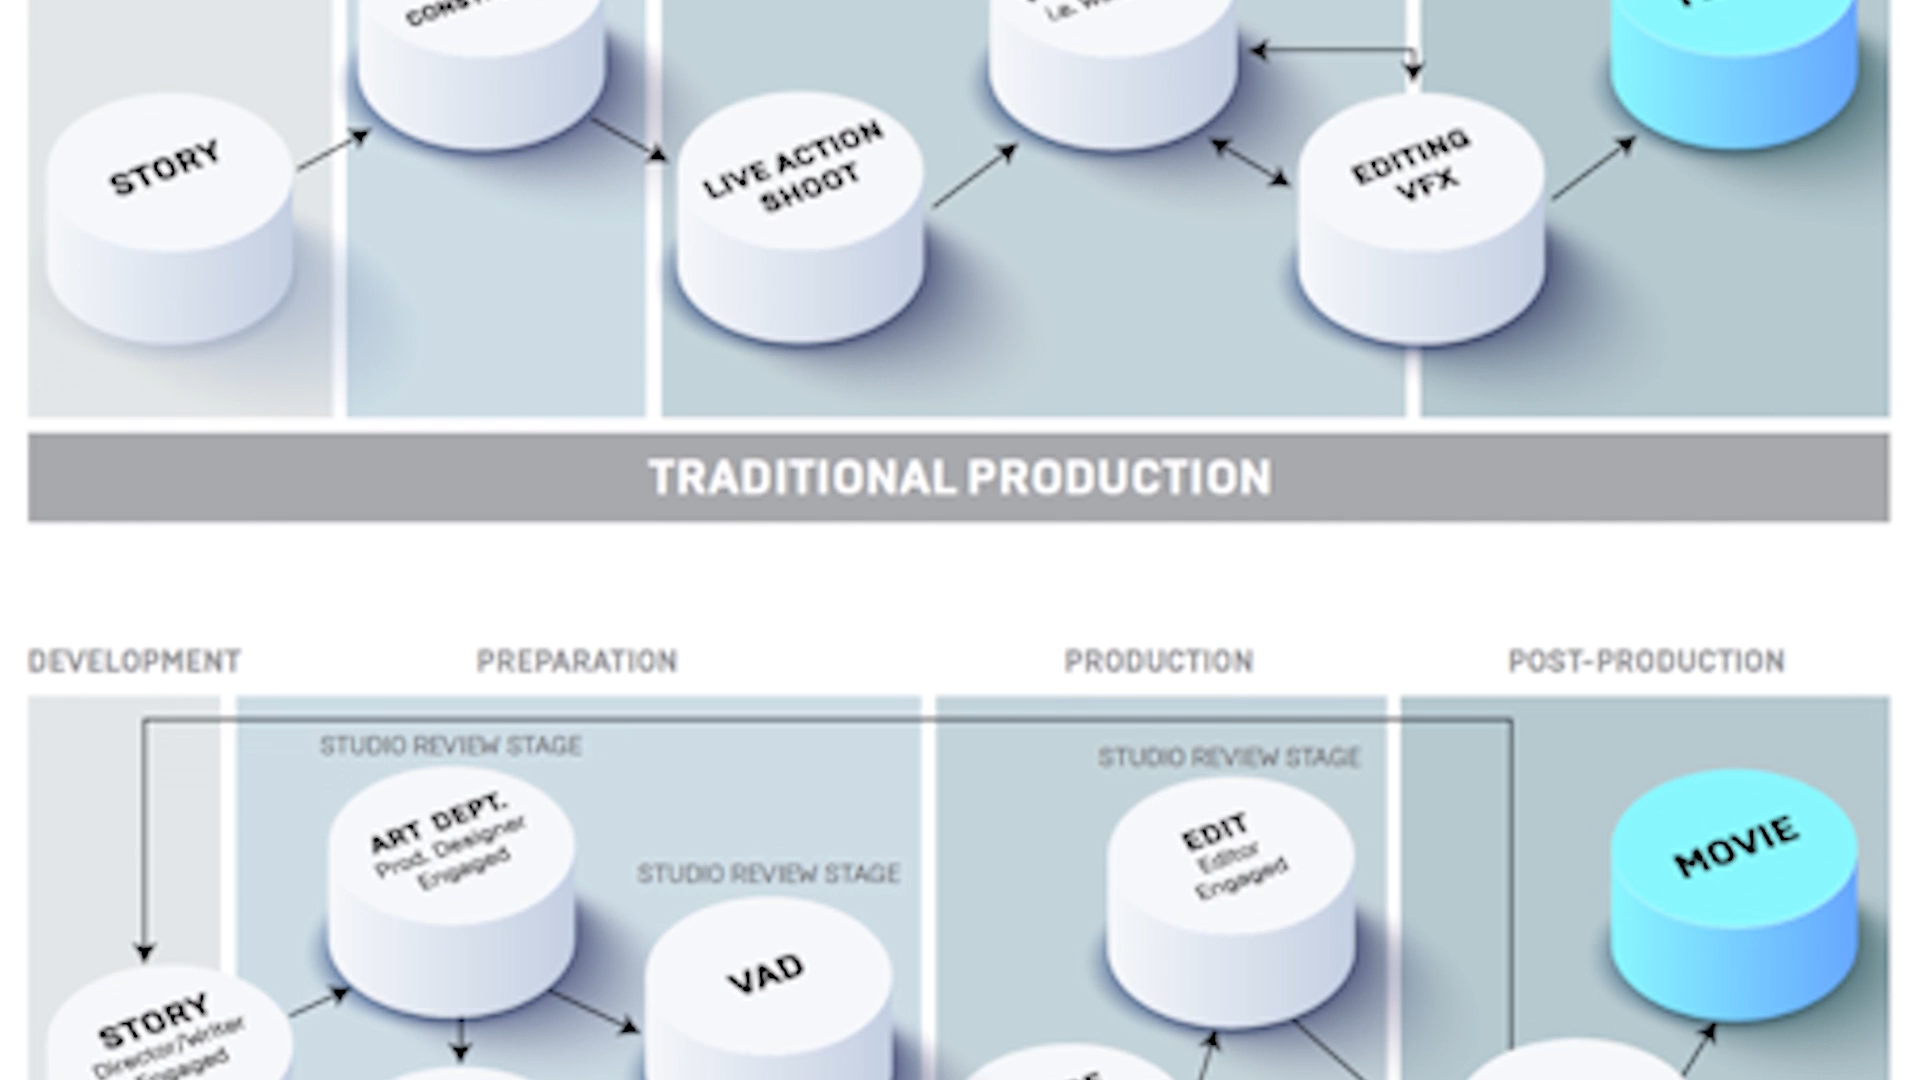 STORY
LIVE ACTION
SHOOT
EDITING
VFX
TRADITIONAL PRODUCTION
DEVELOPMENT
PREPARATION
PRODUCTION
POST-PRODUCTION
STUDIO REVIEW STAGE
STUDIO REVIEW STAGE
ART DEPT.
Prod. Designer
Engaged
EDIT
Editor
Engaged
MOVIE
STUDIO REVIEW STAGE
VAD
STORY
Director/Writer
Engaged